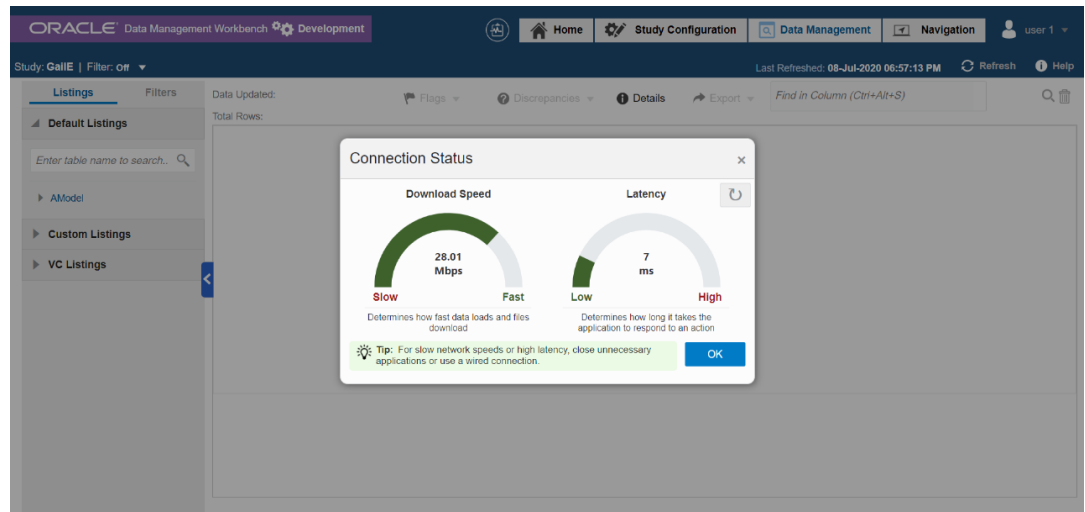 ORACLE Data Management Workbench Development
Home
Study Configuration
Data Management
Navigation
user 1
Study: GailE | Filter: Off
Last Refreshed: 08-Jul-2020 06:57:13 PM
Refresh
Help
Listings
Filters
Data Updated:
Flags
Discrepancies
Details
Export
Find in Column (Ctrl+Alt+S)
Total Rows:
Default Listings
Enter table name to search..
AModel
Custom Listings
VC Listings
Connection Status
Download Speed
28.01
Mbps
Slow
Fast
Determines how fast data loads and files
download
Latency
7
ms
Low
High
Determines how long it takes the
application to respond to an action
Tip: For slow network speeds or high latency, close unnecessary
applications or use a wired connection.
OK